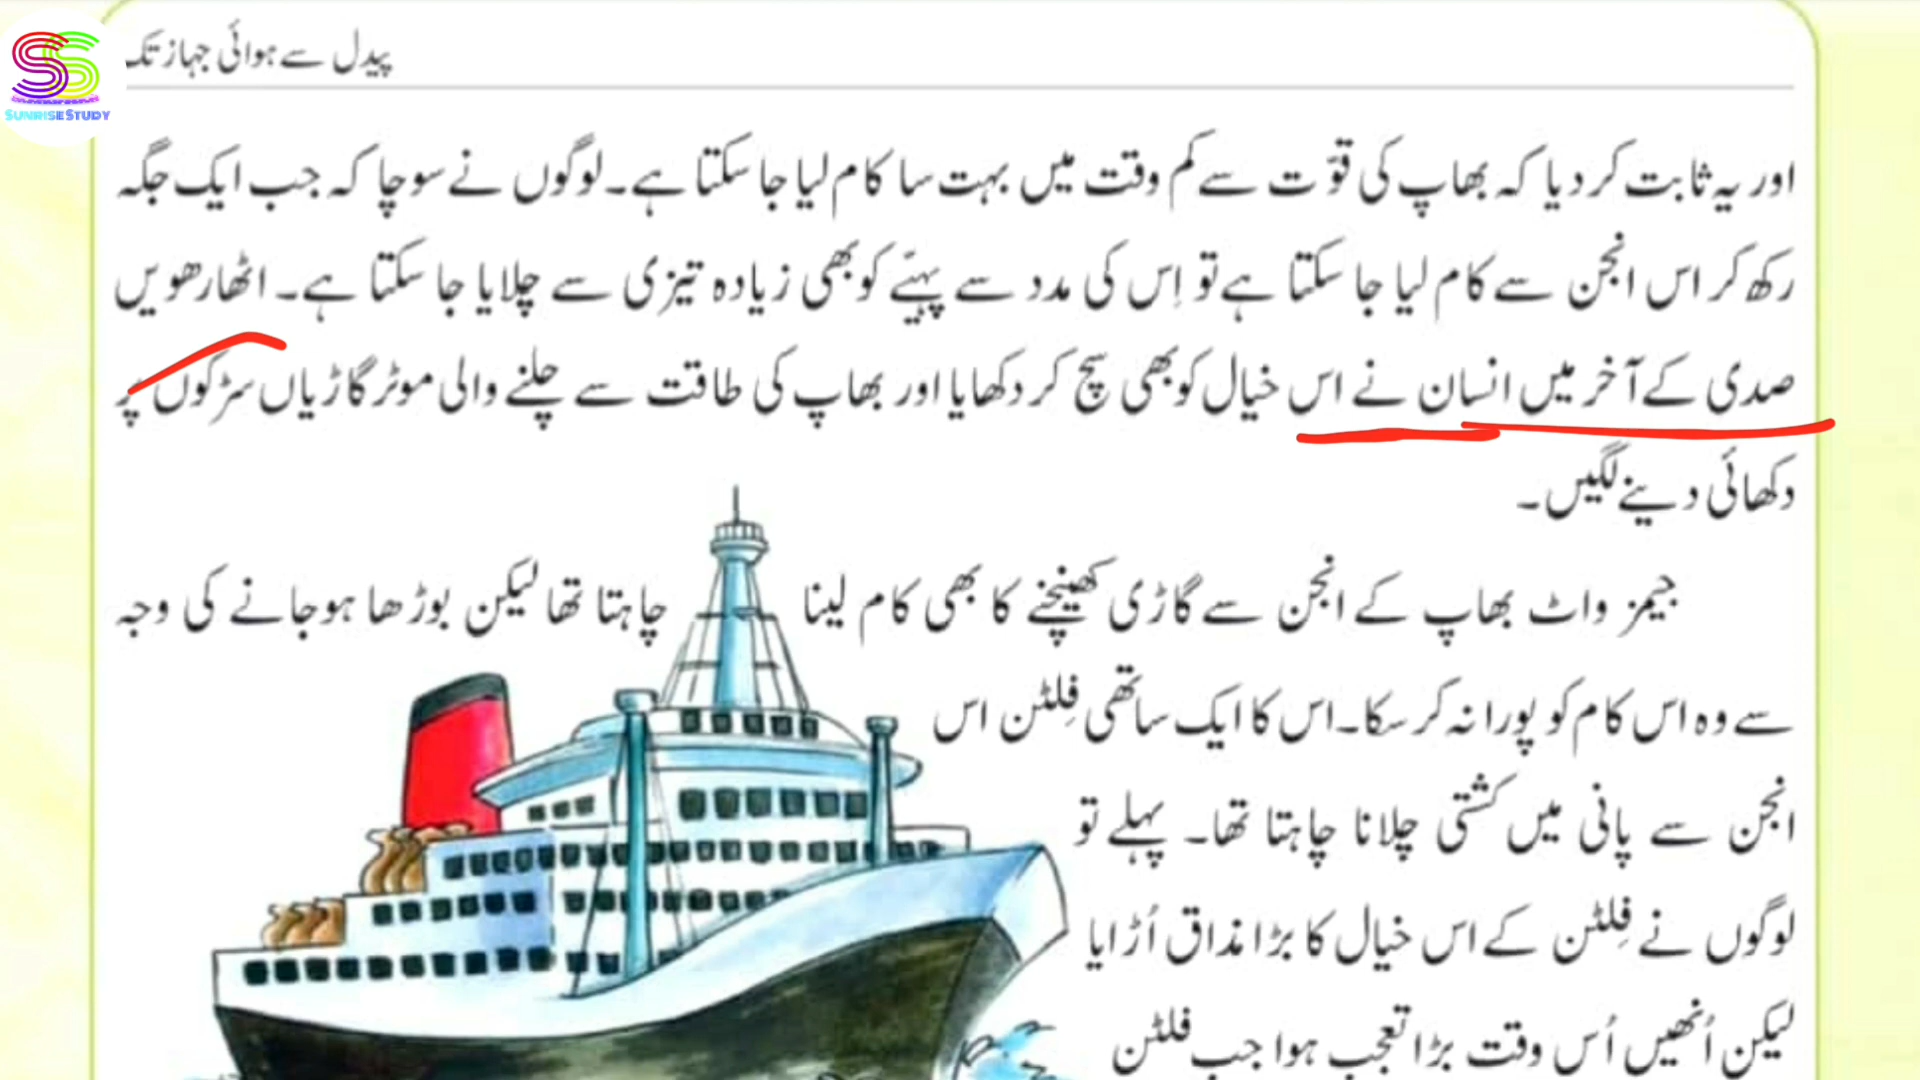 SS
SUNRISE STUDY
پیدل سے ہوائی جہاز تک
اور یہ ثابت کر دیا کہ بھاپ کی قوّت سے کم وقت میں بہت سا کام لیا جا سکتا ہے۔ لوگوں نے سوچا کہ جب ایک جگہ
رکھ کر اس انجن سے کام لیا جا سکتا ہے تو اِس کی مدد سے پہیّے کو بھی زیادہ تیزی سے چلایا جا سکتا ہے۔ اٹھارھویں
صدی کے آخر میں انسان نے اس خیال کو بھی سچ کر دکھایا اور بھاپ کی طاقت سے چلنے والی موٹر گاڑیاں سڑکوں پر
دکھائی دینے لگیں۔
جیمز واٹ بھاپ کے انجن سے گاڑی کھینچنے کا بھی کام لینا چاہتا تھا لیکن بوڑھا ہوجانے کی وجہ
سے وہ اس کام کو پورا نہ کر سکا۔ اس کا ایک ساتھی فِلٹن اس
انجن سے پانی میں کشتی چلانا چاہتا تھا۔ پہلے تو
لوگوں نے فِلٹن کے اس خیال کا بڑا مذاق اُڑایا
لیکن اُنھیں اُس وقت بڑا تعجب ہوا جب فلٹن